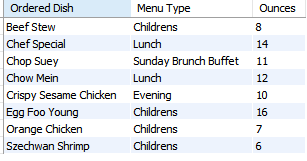 Ordered Dish Menu Type Ounces
Beef Stew Childrens 8
Chef Special Lunch 14
Chop Suey Sunday Brunch Buffet 11
Chow Mein Lunch 12
Crispy Sesame Chicken Evening 10
Egg Foo Young Childrens 16
Orange Chicken Childrens 7
Szechwan Shrimp Childrens 6